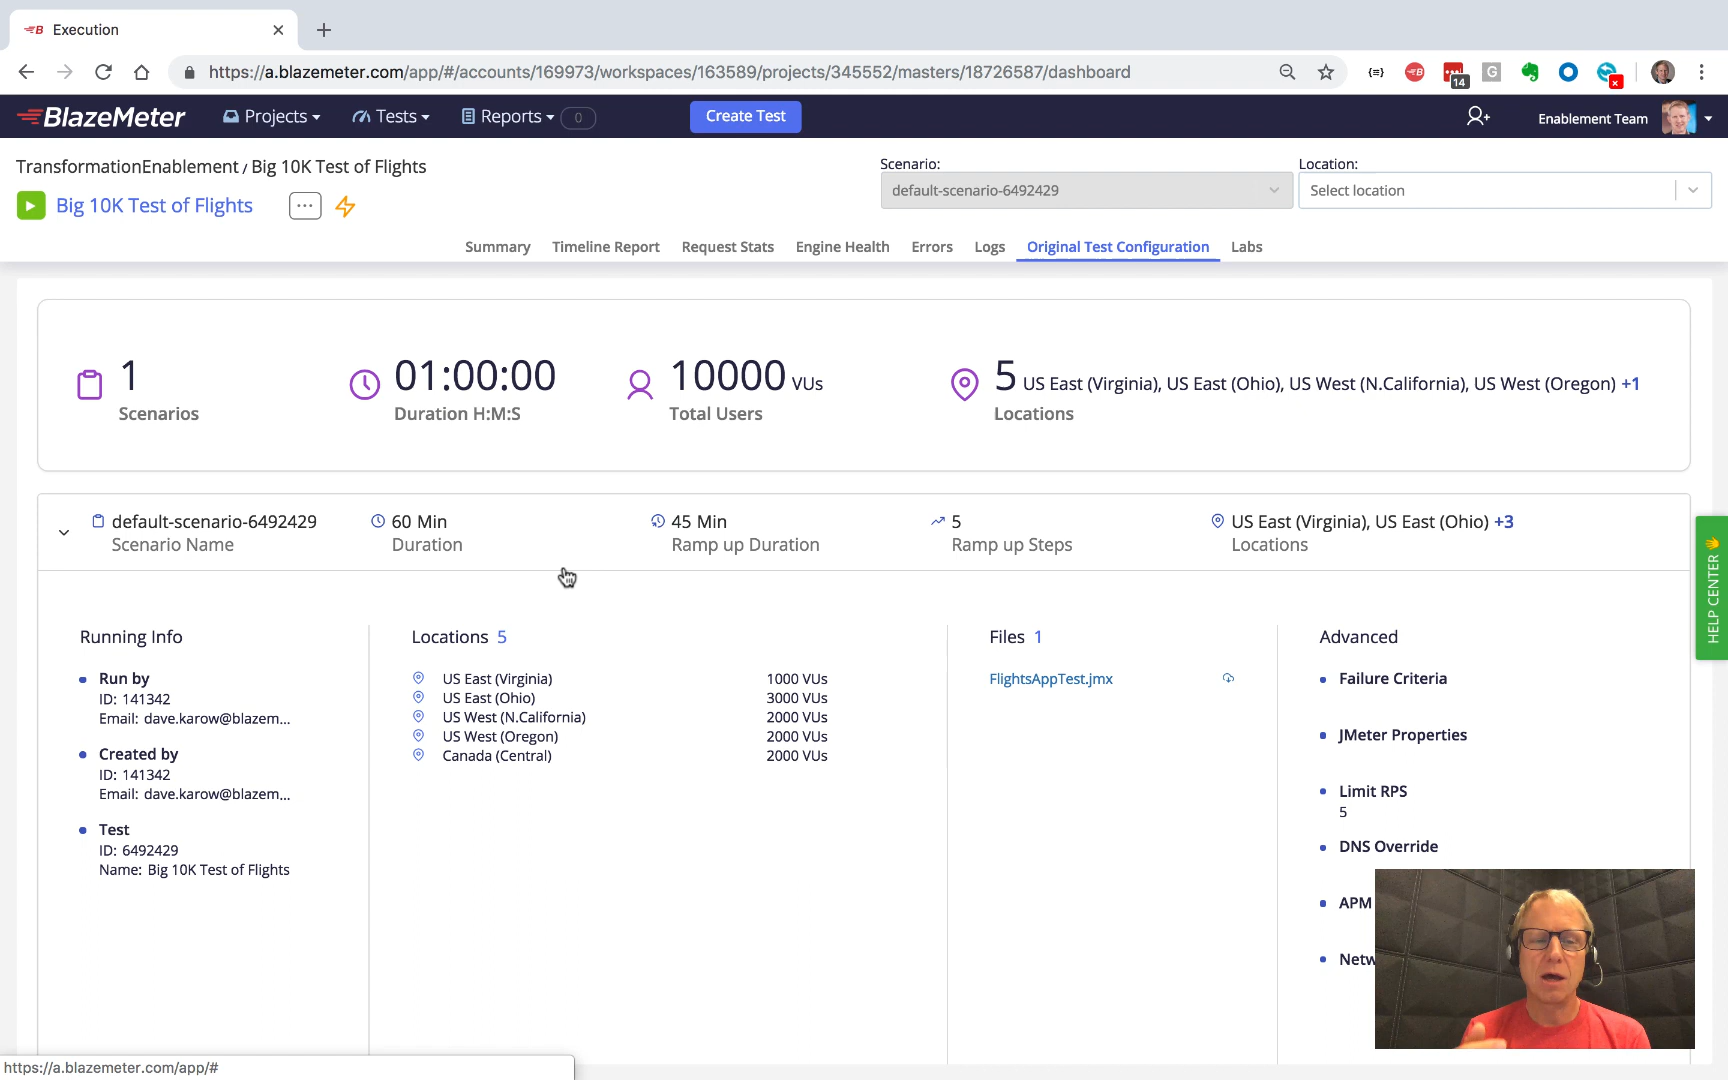 Execution
https://a.blazemeter.com/app/#/accounts/169973/workspaces/163589/projects/345552/masters/18726587/dashboard
14
G
BlazeMeter
Projects
Tests
Reports
0
Create Test
Enablement Team
TransformationEnablement / Big 10K Test of Flights
Big 10K Test of Flights
Scenario:
default-scenario-6492429
Location:
Select location
Summary
Timeline Report
Request Stats
Engine Health
Errors
Logs
Original Test Configuration
Labs
1
Scenarios
01:00:00
Duration H:M:S
10000 VUs
Total Users
5 US East (Virginia), US East (Ohio), US West (N.California), US West (Oregon) +1
Locations
default-scenario-6492429
Scenario Name
60 Min
Duration
45 Min
Ramp up Duration
5
Ramp up Steps
US East (Virginia), US East (Ohio) +3
Locations
HELP CENTER
Running Info
Run by
ID: 141342
Email: dave.karow@blazem...
Created by
ID: 141342
Email: dave.karow@blazem...
Test
ID: 6492429
Name: Big 10K Test of Flights
Locations 5
US East (Virginia) 1000 VUs
US East (Ohio) 3000 VUs
US West (N.California) 2000 VUs
US West (Oregon) 2000 VUs
Canada (Central) 2000 VUs
Files 1
FlightsAppTest.jmx
Advanced
Failure Criteria
JMeter Properties
Limit RPS
5
DNS Override
APM
Netw
https://a.blazemeter.com/app/#